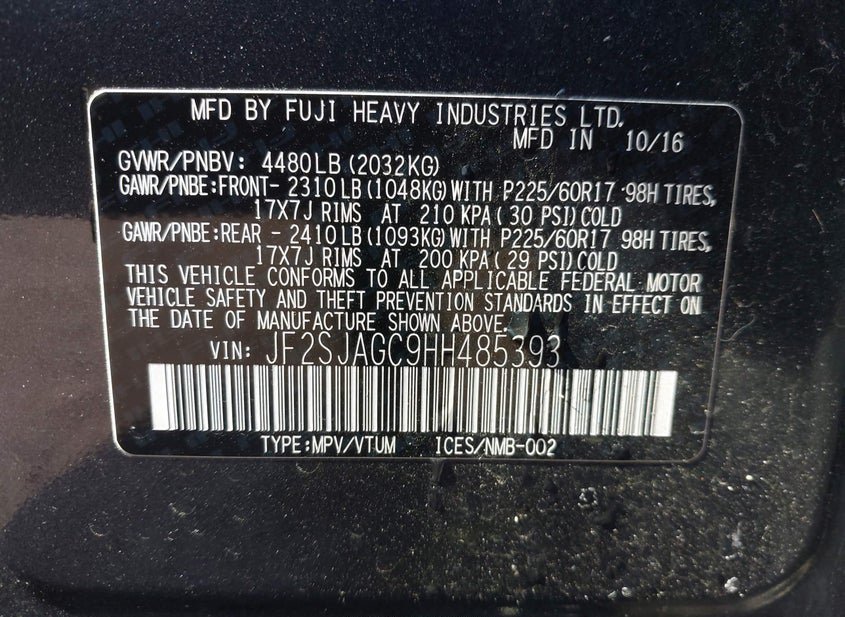 MFD BY FUJI HEAVY INDUSTRIES LTD.
MFD IN 10/16
GVWR/PNBV: 4480LB(2032KG)
GAWR/PNBE:FRONT-2310LB(1048KG)WITH P225/60R17 98H TIRES,
17X7J RIMS AT 210 KPA(30 PSI)COLD
GAWR/PNBE:REAR -2410LB(1093KG)WITH P225/60R17 98H TIRES,
17X7J RIMS AT 200 KPA(29 PSI)COLD
THIS VEHICLE CONFORMS TO ALL APPLICABLE FEDERAL MOTOR
VEHICLE SAFETY AND THEFT PREVENTION STANDARDS IN EFFECT ON
THE DATE OF MANUFACTURE SHOWN ABOVE.
VIN: JF2SJAGC9HH485393
TYPE:MPV/VTUM ICES/NMB-002